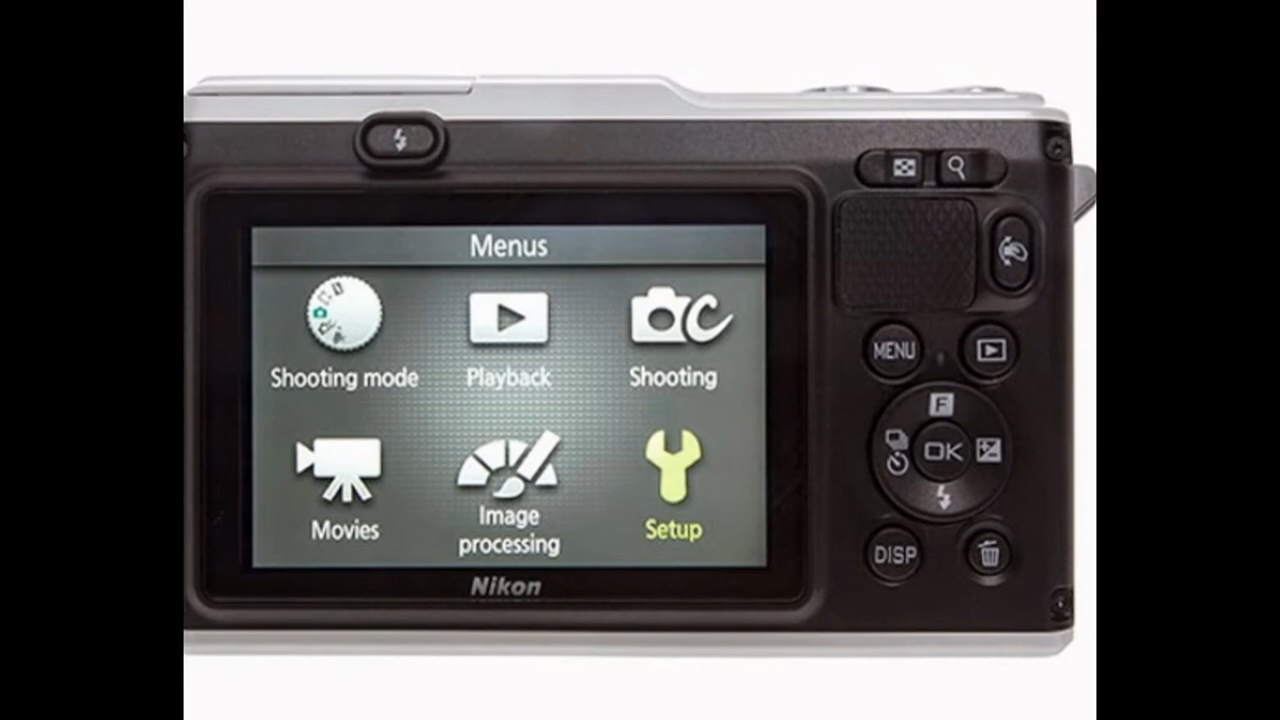 Menus
Shooting mode
Playback
Shooting
Movies
Image
processing
Setup
Nikon
MENU
F
OK
DISP